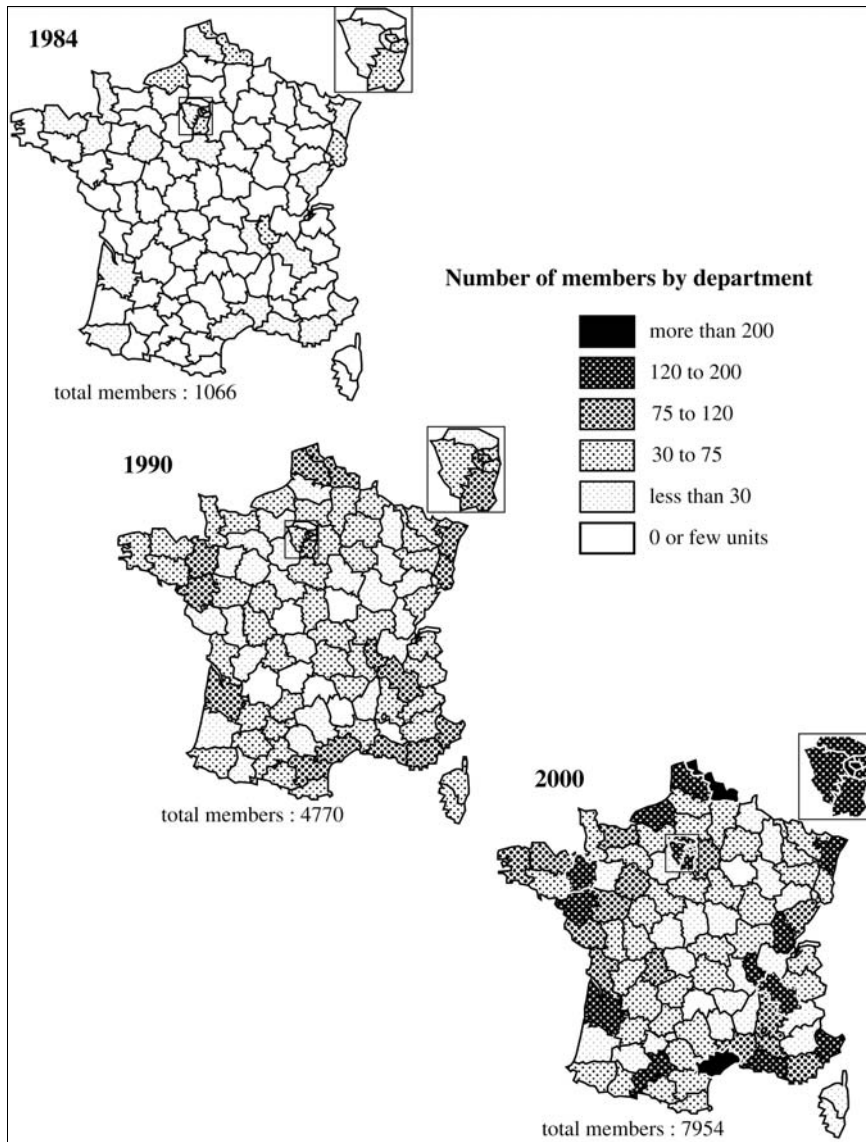 1984
total members : 1066
Number of members by department
more than 200
120 to 200
75 to 120
30 to 75
less than 30
0 or few units
1990
total members : 4770
2000
total members : 7954